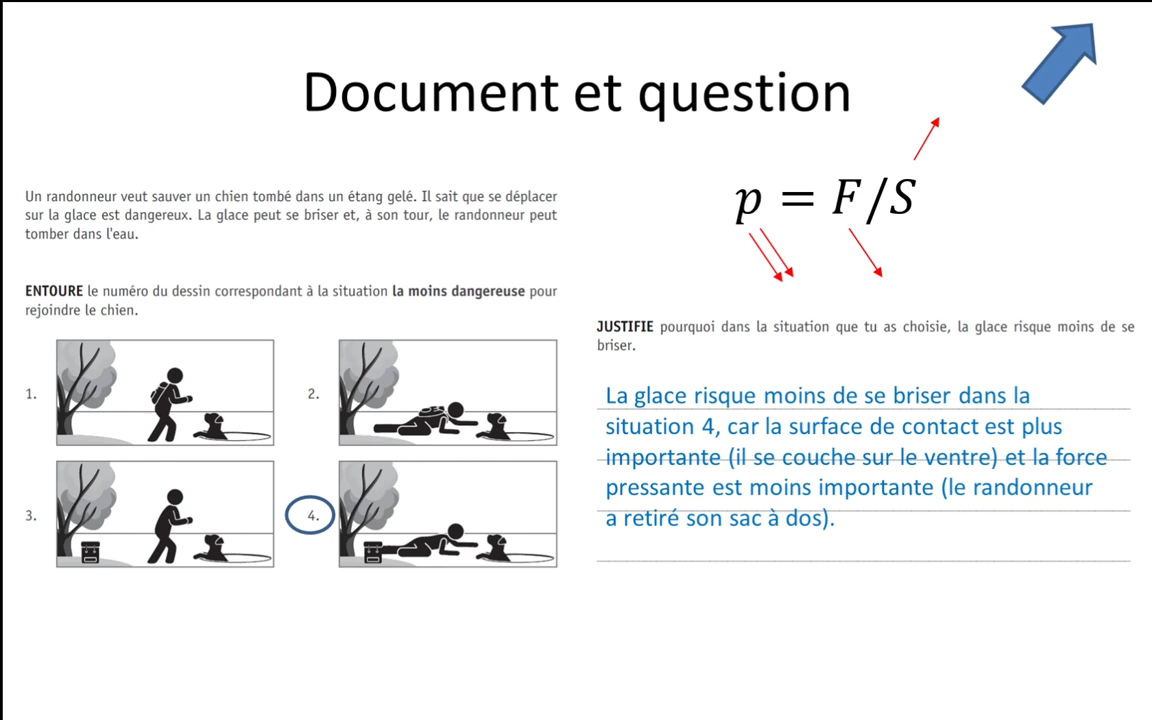 Document et question
Un randonneur veut sauver un chien tombé dans un étang gelé. Il sait que se déplacer
sur la glace est dangereux. La glace peut se briser et, à son tour, le randonneur peut
tomber dans l'eau.
ENTOURE le numéro du dessin correspondant à la situation la moins dangereuse pour
rejoindre le chien.
1.
2.
3.
4.
p = F/S
JUSTIFIE pourquoi dans la situation que tu as choisie, la glace risque moins de se
briser.
La glace risque moins de se briser dans la
situation 4, car la surface de contact est plus
importante (il se couche sur le ventre) et la force
pressante est moins importante (le randonneur
a retiré son sac à dos).